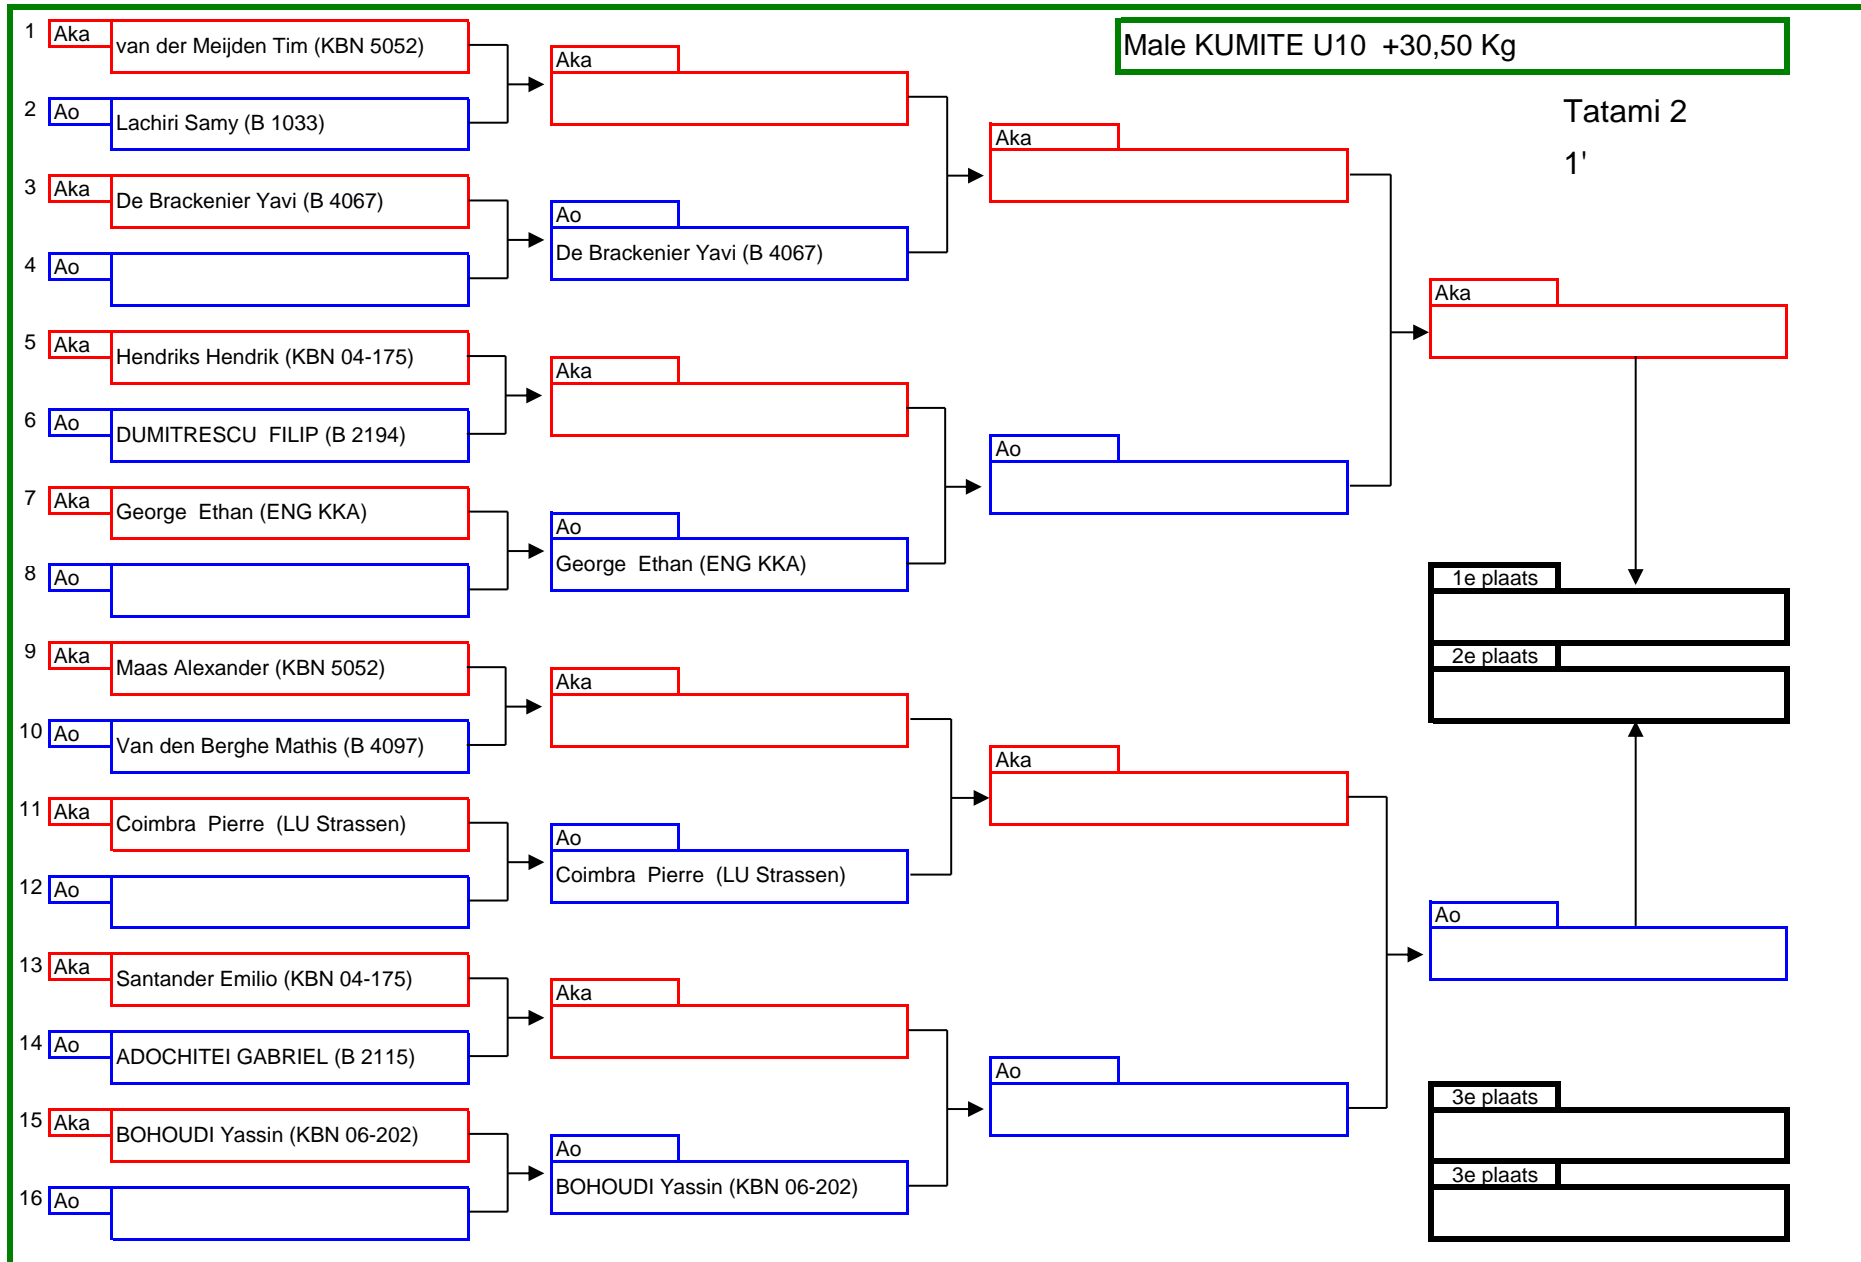 Male KUMITE U10  +30,50 Kg
Tatami 2
1'
1 Aka van der Meijden Tim (KBN 5052)
2 Ao Lachiri Samy (B 1033)
3 Aka De Brackenier Yavi (B 4067)
4 Ao
5 Aka Hendriks Hendrik (KBN 04-175)
6 Ao DUMITRESCU  FILIP (B 2194)
7 Aka George  Ethan (ENG KKA)
8 Ao
9 Aka Maas Alexander (KBN 5052)
10 Ao Van den Berghe Mathis (B 4097)
11 Aka Coimbra  Pierre  (LU Strassen)
12 Ao
13 Aka Santander Emilio (KBN 04-175)
14 Ao ADOCHITEI GABRIEL (B 2115)
15 Aka BOHOUDI Yassin (KBN 06-202)
16 Ao
Aka
Ao
De Brackenier Yavi (B 4067)
Aka
Ao
George  Ethan (ENG KKA)
Aka
Ao
Coimbra  Pierre  (LU Strassen)
Aka
Ao
BOHOUDI Yassin (KBN 06-202)
Aka
Ao
Aka
Ao
Aka
1e plaats
2e plaats
Ao
3e plaats
3e plaats